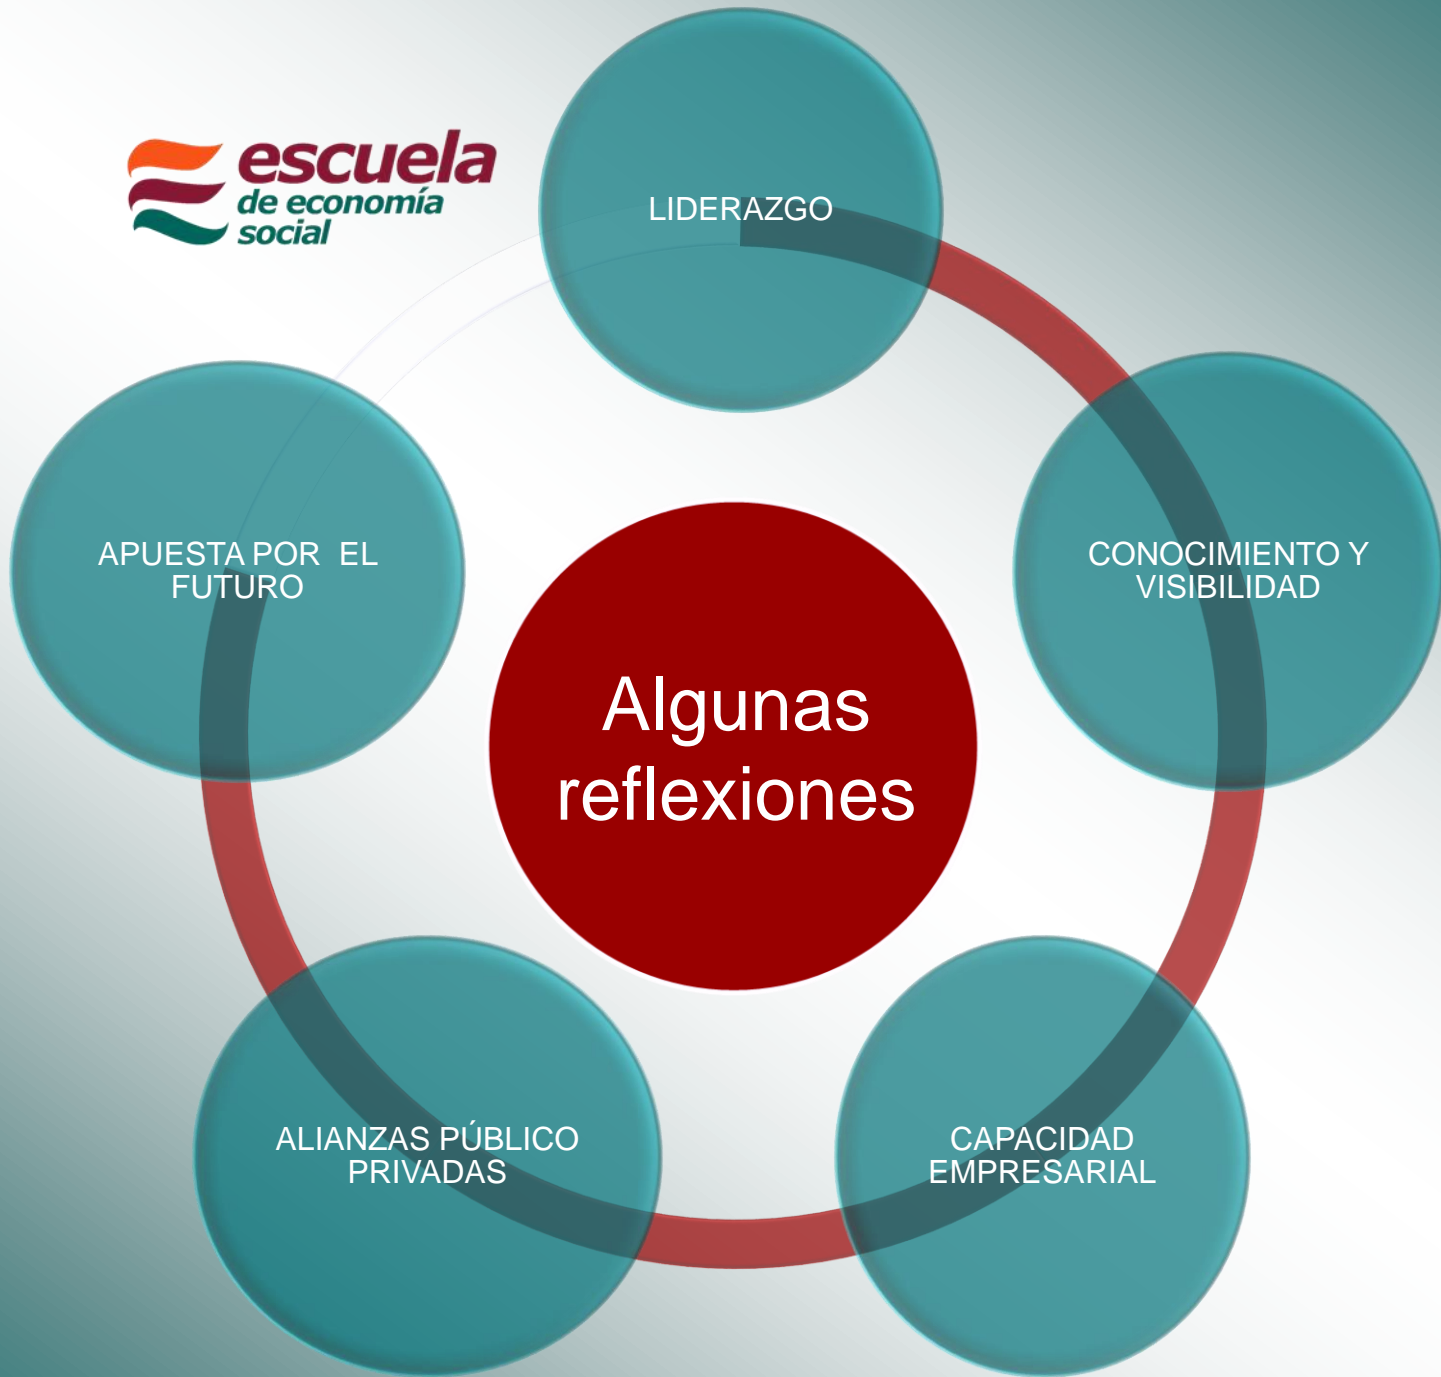 escuela
de economía
social
LIDERAZGO
CONOCIMIENTO Y
VISIBILIDAD
CAPACIDAD
EMPRESARIAL
ALIANZAS PÚBLICO
PRIVADAS
APUESTA POR EL
FUTURO
Algunas
reflexiones